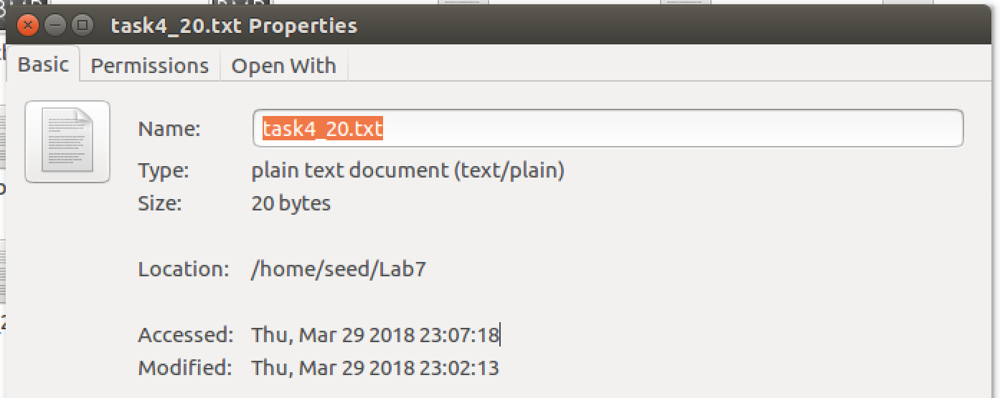 task4_20.txt Properties
Basic Permissions Open With
Name: task4_20.txt
Type: plain text document (text/plain)
Size: 20 bytes
Location: /home/seed/Lab7
Accessed: Thu, Mar 29 2018 23:07:18
Modified: Thu, Mar 29 2018 23:02:13